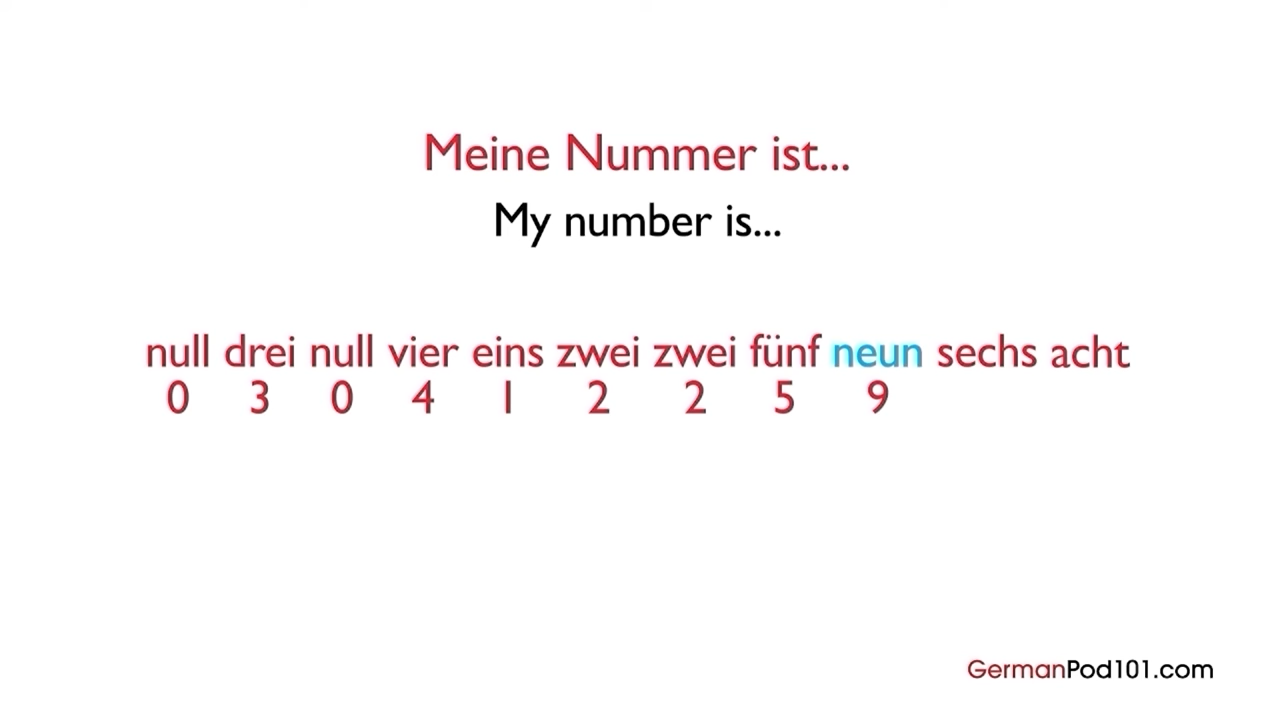 Meine Nummer ist...
My number is...
null drei null vier eins zwei zwei fünf neun sechs acht
0 3 0 4 1 2 2 5 9
GermanPod101.com